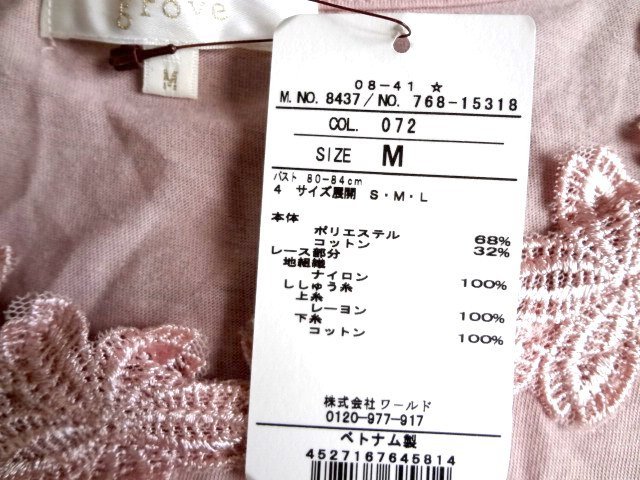 grove
M
08-41 ☆
M. NO. 8437/NO. 768-15318
COL. 072
SIZE M
バスト 80-84cm
4 サイズ展開 S・M・L
本体
ポリエステル 68%
コットン 32%
レース部分
地組織
ナイロン 100%
ししゅう糸
上糸
レーヨン 100%
下糸
コットン 100%
株式会社ワールド
0120-977-917
ベトナム製
4527167645814